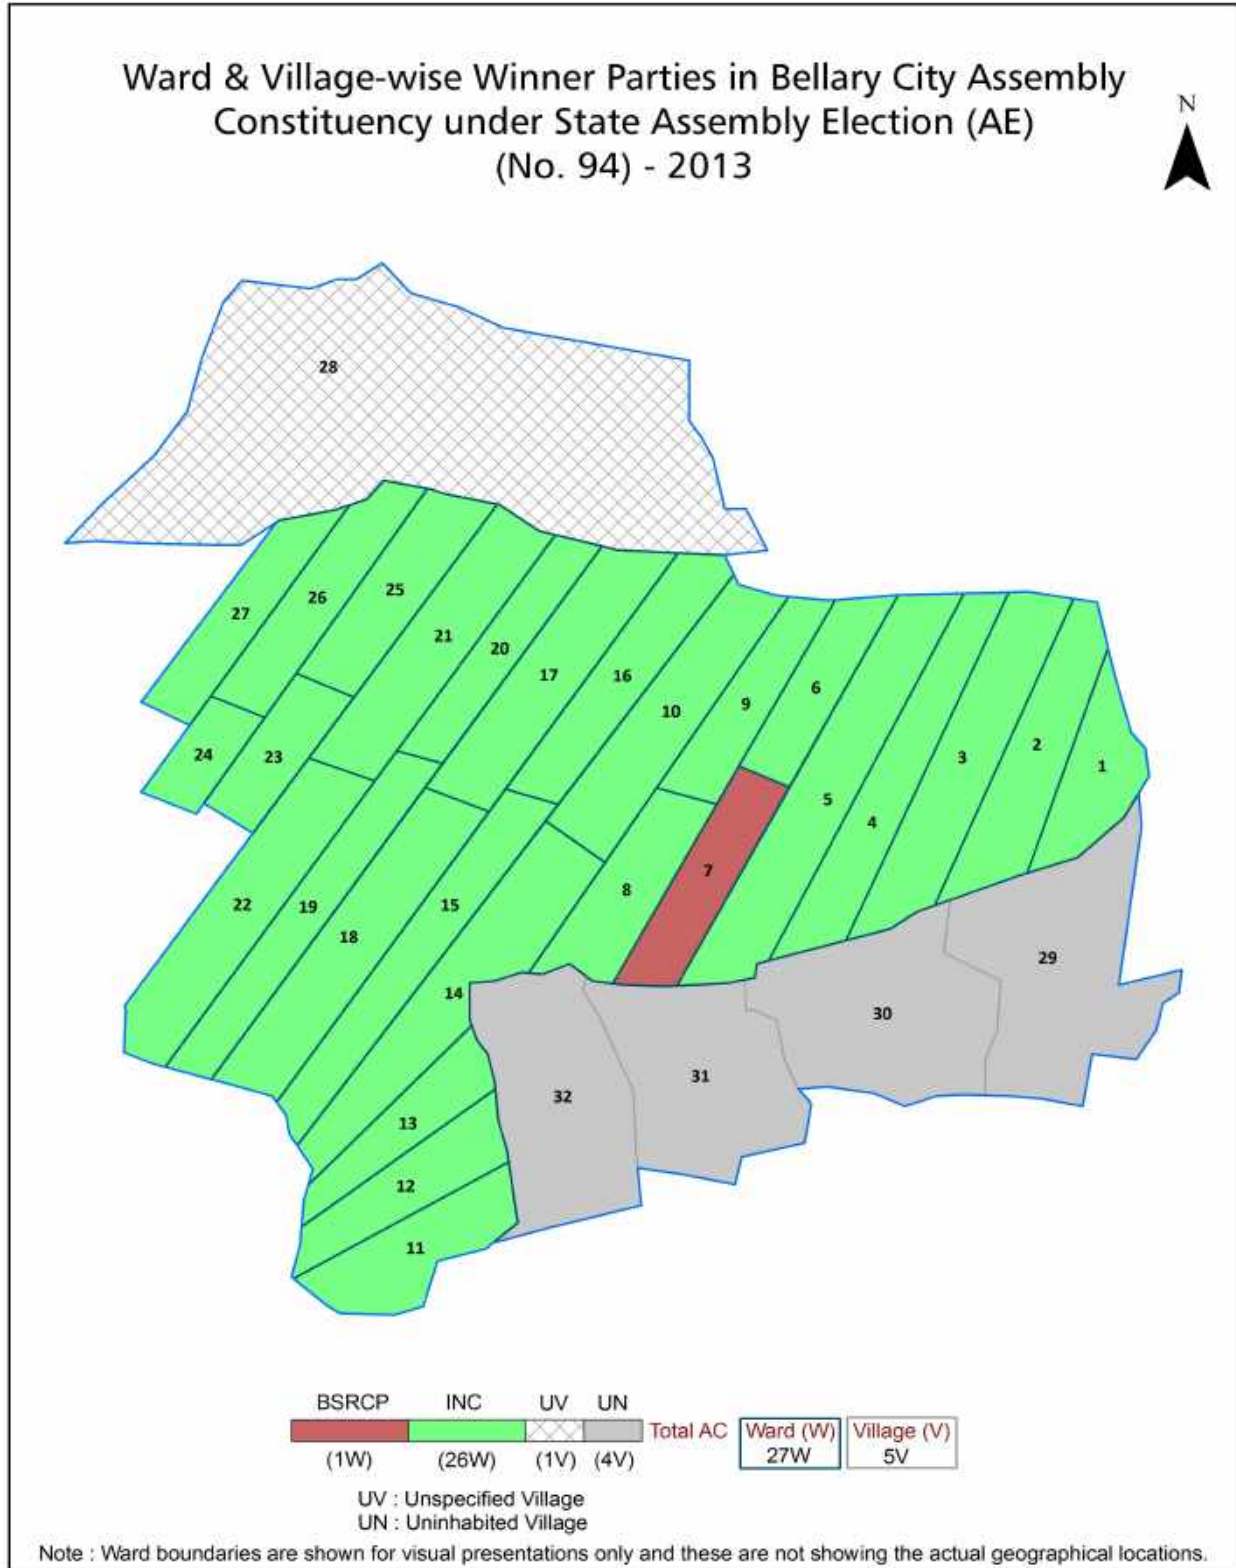 Ward & Village-wise Winner Parties in Bellary City Assembly
Constituency under State Assembly Election (AE)
(No. 94) - 2013
N
28
27
26
25
21
20
17
16
10
9
6
5
4
3
2
1
24
23
22
19
18
15
14
8
7
13
12
11
32
31
30
29
BSRCP INC UV UN
Total AC Ward (W) Village (V)
27W 5V
(1W) (26W) (1V) (4V)
UV : Unspecified Village
UN : Uninhabited Village
Note : Ward boundaries are shown for visual presentations only and these are not showing the actual geographical locations.